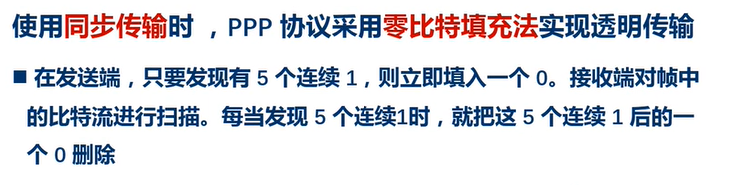 使用同步传输时 ，PPP 协议采用零比特填充法实现透明传输
■ 在发送端，只要发现有 5 个连续 1，则立即填入一个 0。接收端对帧中
的比特流进行扫描。每当发现 5 个连续1时，就把这 5 个连续 1 后的一
个 0 删除